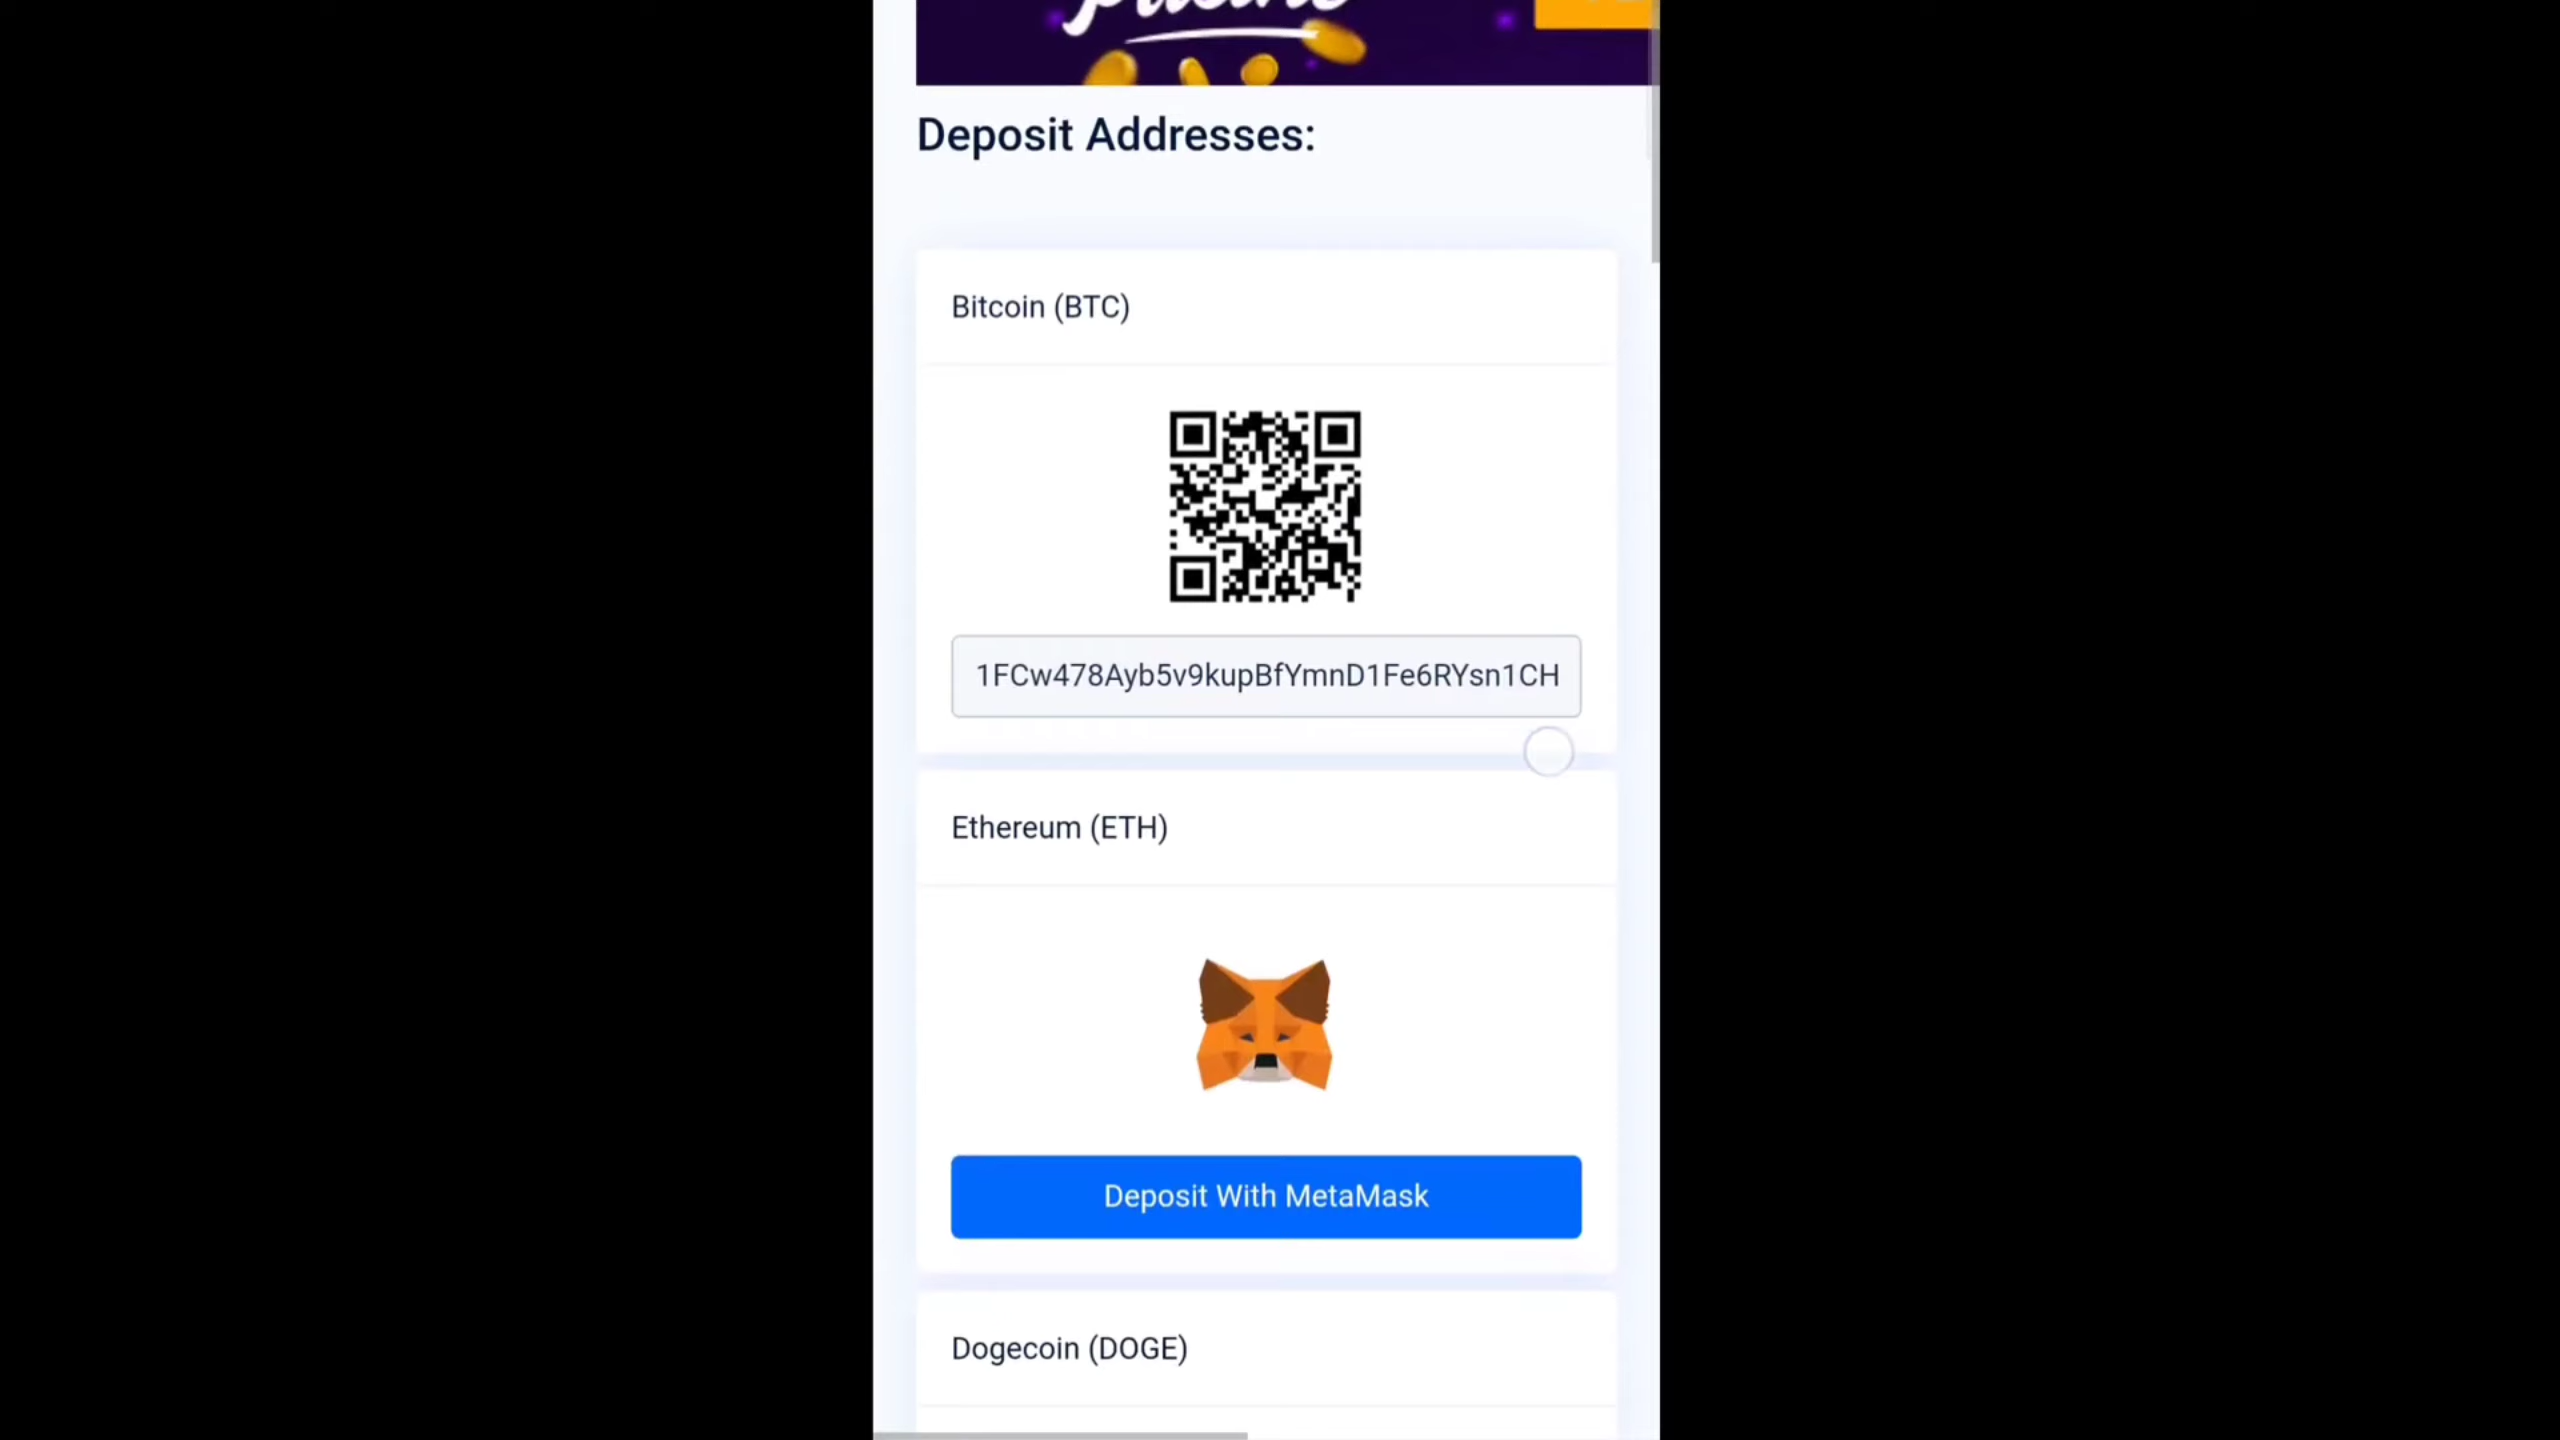 Deposit Addresses:
Bitcoin (BTC)
1FCw478Ayb5v9kupBfYmnD1Fe6RYsn1CH
Ethereum (ETH)
Deposit With MetaMask
Dogecoin (DOGE)